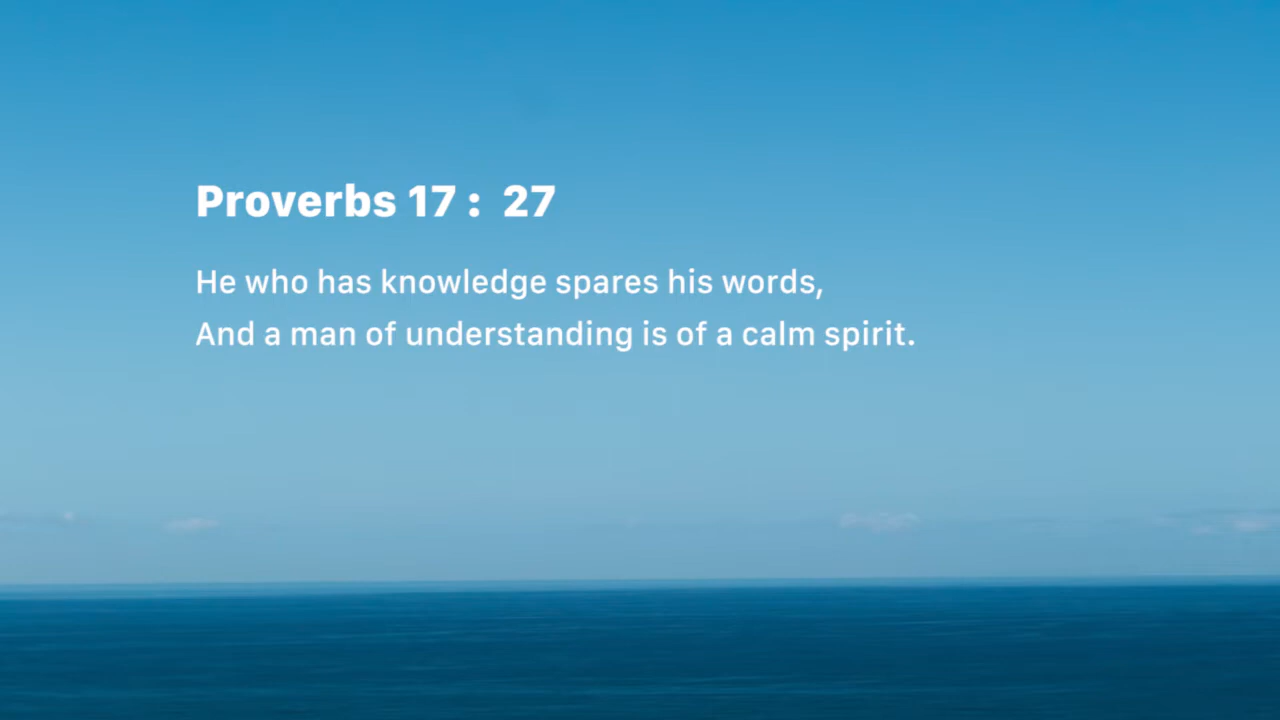 Proverbs 17 :  27
He who has knowledge spares his words,
And a man of understanding is of a calm spirit.